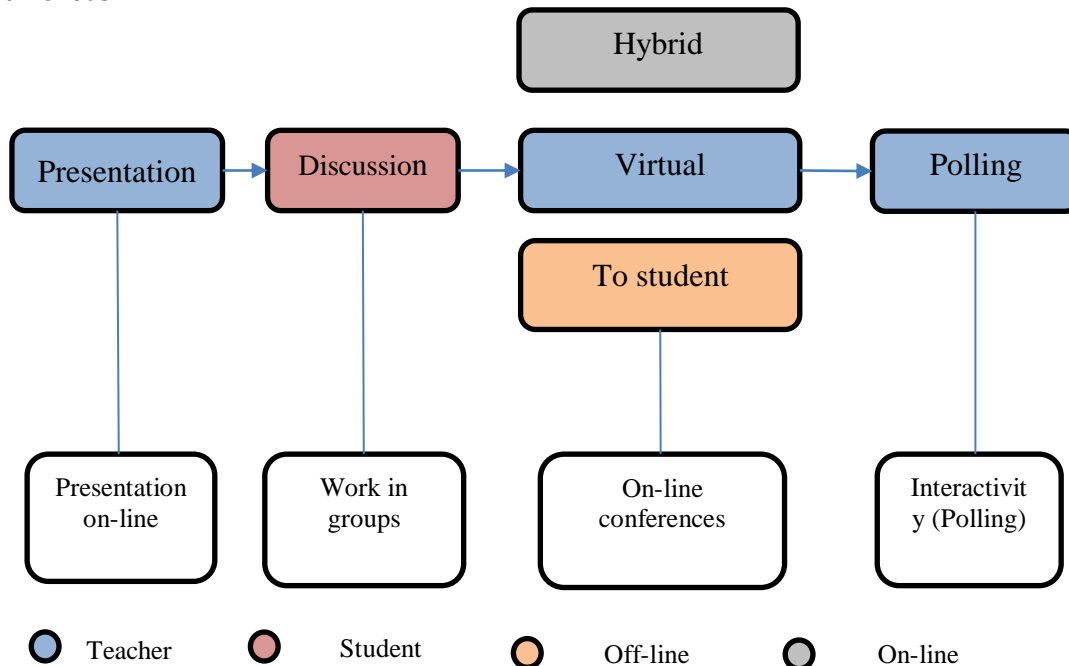 Hybrid
Presentation
Discussion
Virtual
Polling
To student
Presentation
on-line
Work in
groups
On-line
conferences
Interactivit
y (Polling)
Teacher
Student
Off-line
On-line